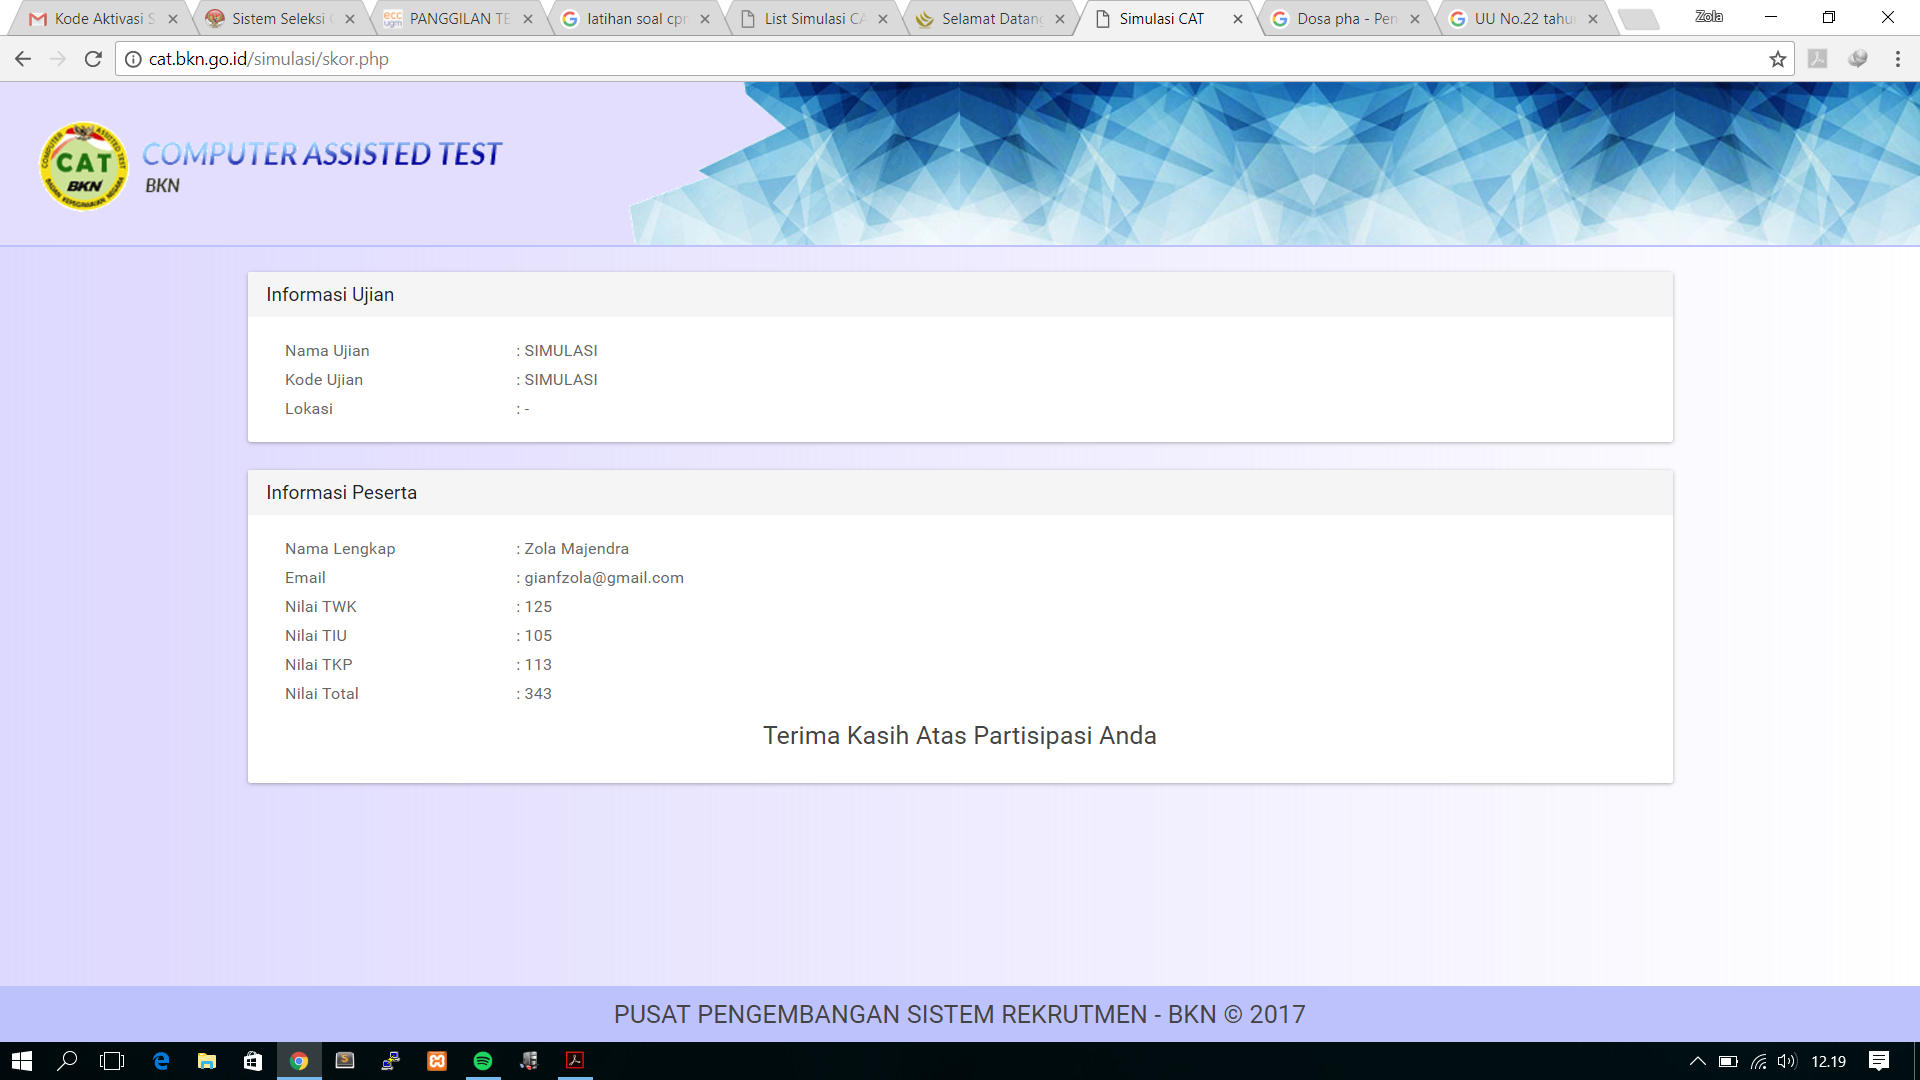 Kode Aktivasi S
Sistem Seleksi
PANGGILAN TE
latihan soal cpn
List Simulasi CA
Selamat Datang
Simulasi CAT
Dosa pha - Pen
UU No.22 tahu
Zola
cat.bkn.go.id/simulasi/skor.php
CAT
BKN
COMPUTER ASSISTED TEST
BKN
Informasi Ujian
Nama Ujian : SIMULASI
Kode Ujian : SIMULASI
Lokasi : -
Informasi Peserta
Nama Lengkap : Zola Majendra
Email : gianfzola@gmail.com
Nilai TWK : 125
Nilai TIU : 105
Nilai TKP : 113
Nilai Total : 343
Terima Kasih Atas Partisipasi Anda
PUSAT PENGEMBANGAN SISTEM REKRUTMEN - BKN © 2017
12.19